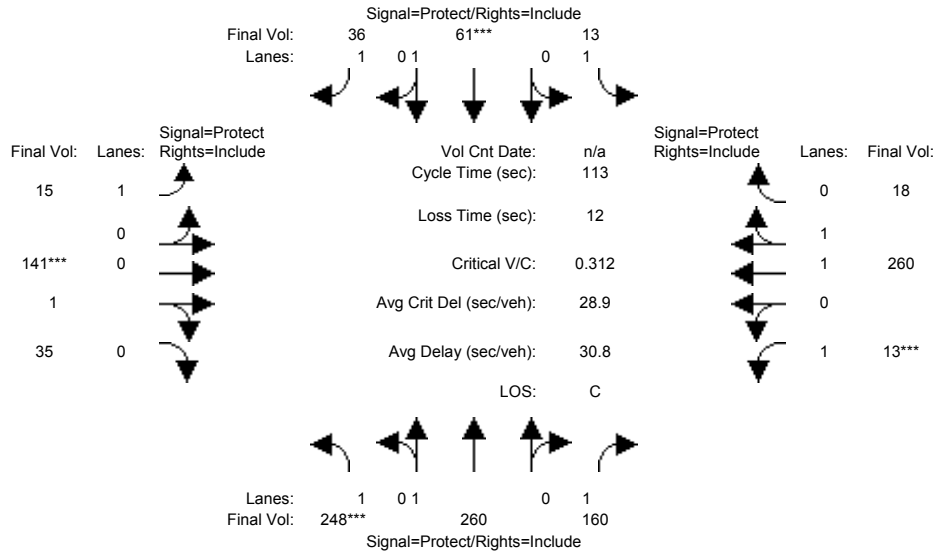 Signal=Protect/Rights=Include
Final Vol: 36 61*** 13
Lanes: 1 0 1 0 1
Signal=Protect
Final Vol: Lanes: Rights=Include
Vol Cnt Date: n/a
Signal=Protect
Rights=Include Lanes: Final Vol:
Cycle Time (sec): 113
15 1
0 18
Loss Time (sec): 12
0
1
141*** 0
Critical V/C: 0.312
1 260
1 0
Avg Crit Del (sec/veh): 28.9
0
35 0
Avg Delay (sec/veh): 30.8
1 13***
LOS: C
Lanes: 1 0 1 0 1
Final Vol: 248*** 260 160
Signal=Protect/Rights=Include